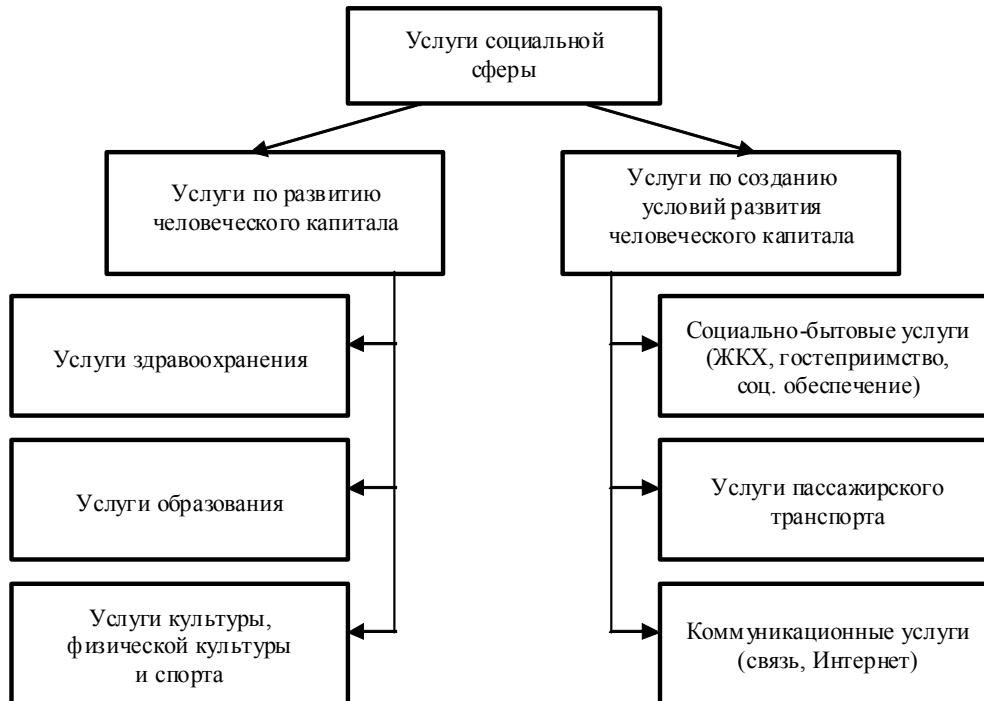 Услуги социальной
сферы
Услуги по развитию
человеческого капитала
Услуги по созданию
условий развития
человеческого капитала
Услуги здравоохранения
Социально-бытовые услуги
(ЖКХ, гостеприимство,
соц. обеспечение)
Услуги образования
Услуги пассажирского
транспорта
Услуги культуры,
физической культуры
и спорта
Коммуникационные услуги
(связь, Интернет)